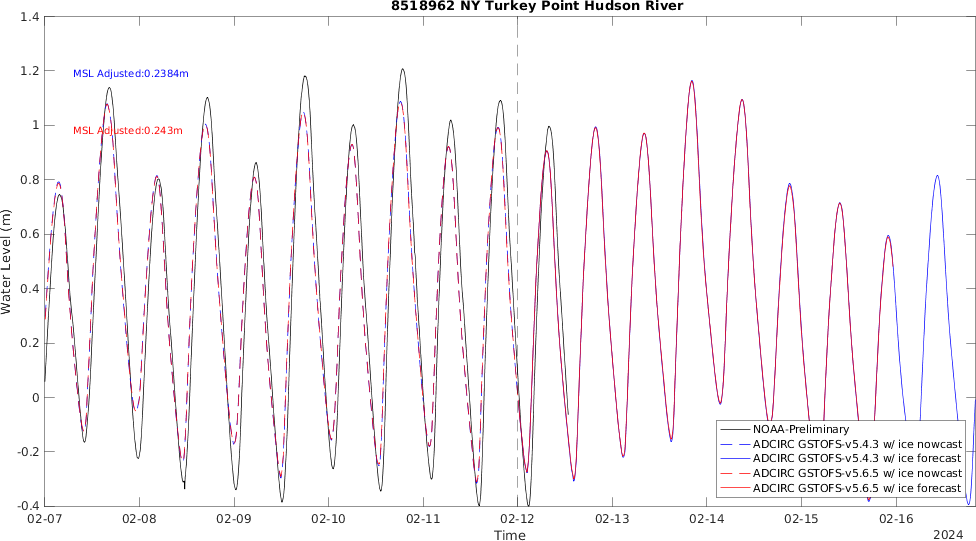 8518962 NY Turkey Point Hudson River
1.4
1.2
1
0.8
0.6
0.4
0.2
0
-0.2
-0.4
Water Level (m)
MSL Adjusted:0.2384m
MSL Adjusted:0.243m
NOAA-Preliminary
ADCIRC GSTOFS-v5.4.3 w/ ice nowcast
ADCIRC GSTOFS-v5.4.3 w/ ice forecast
ADCIRC GSTOFS-v5.6.5 w/ ice nowcast
ADCIRC GSTOFS-v5.6.5 w/ ice forecast
02-07 02-08 02-09 02-10 02-11 02-12 02-13 02-14 02-15 02-16
Time
2024